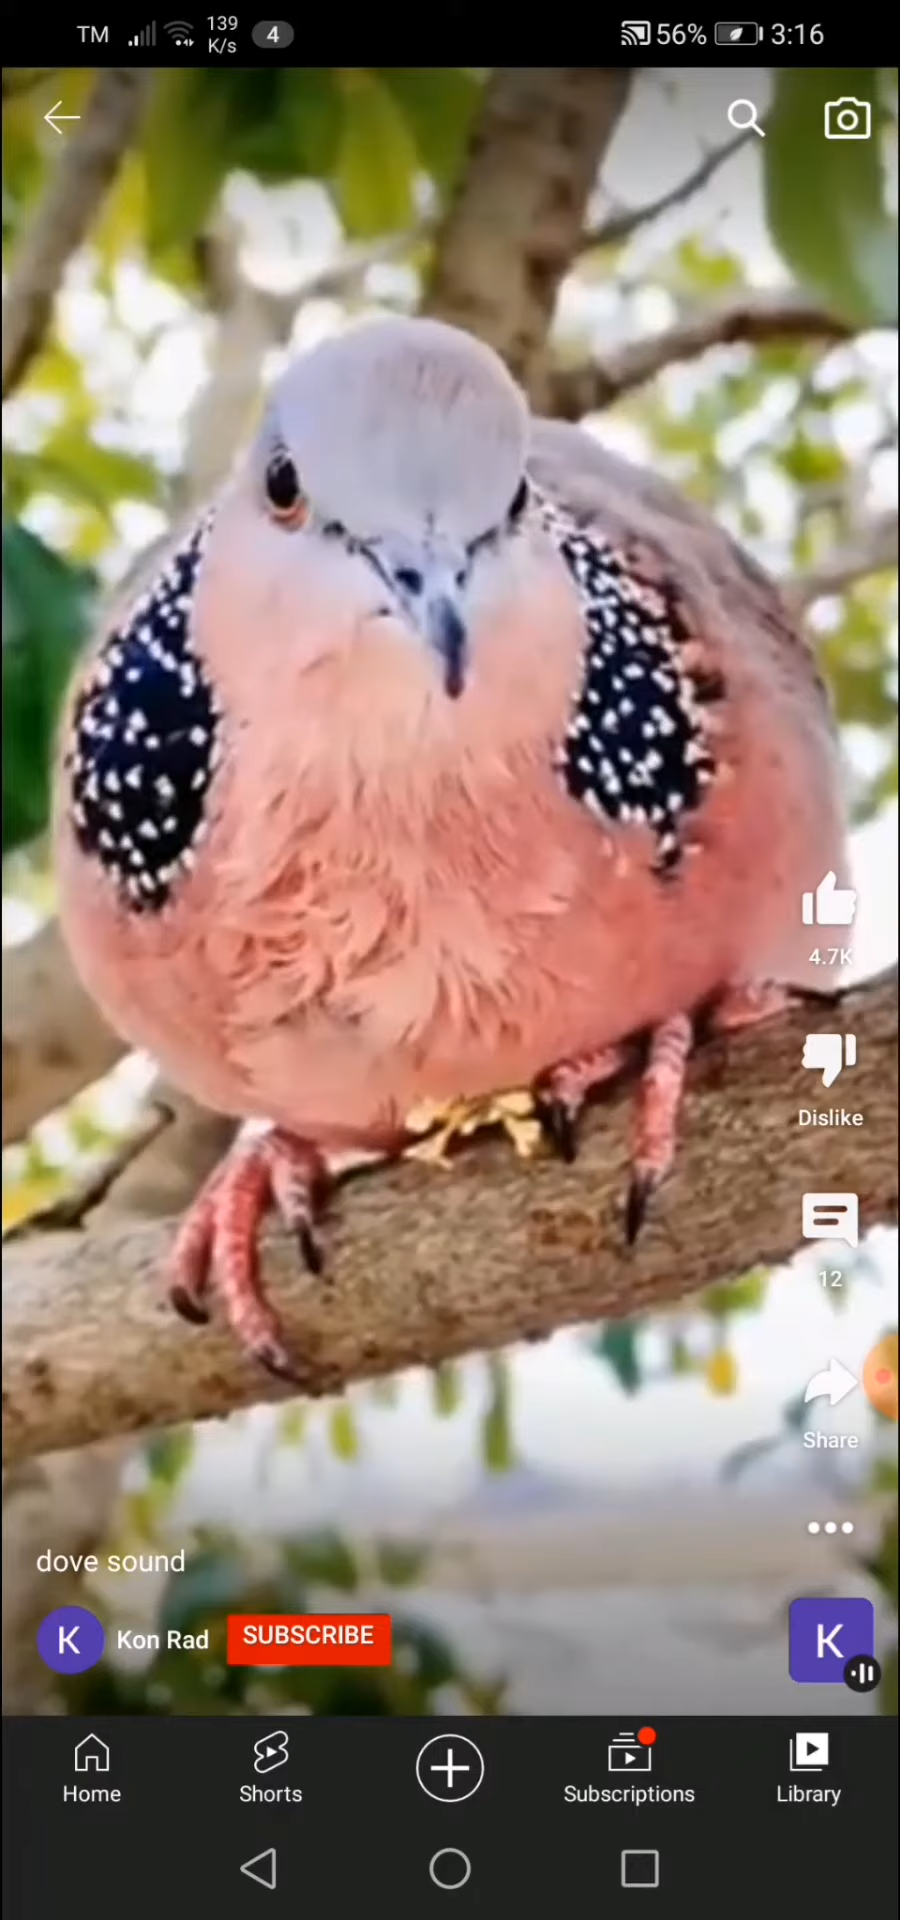 TM 139 K/s 4 56% 3:16
4.7K
Dislike
12
Share
dove sound
K Kon Rad SUBSCRIBE K
Home Shorts Subscriptions Library